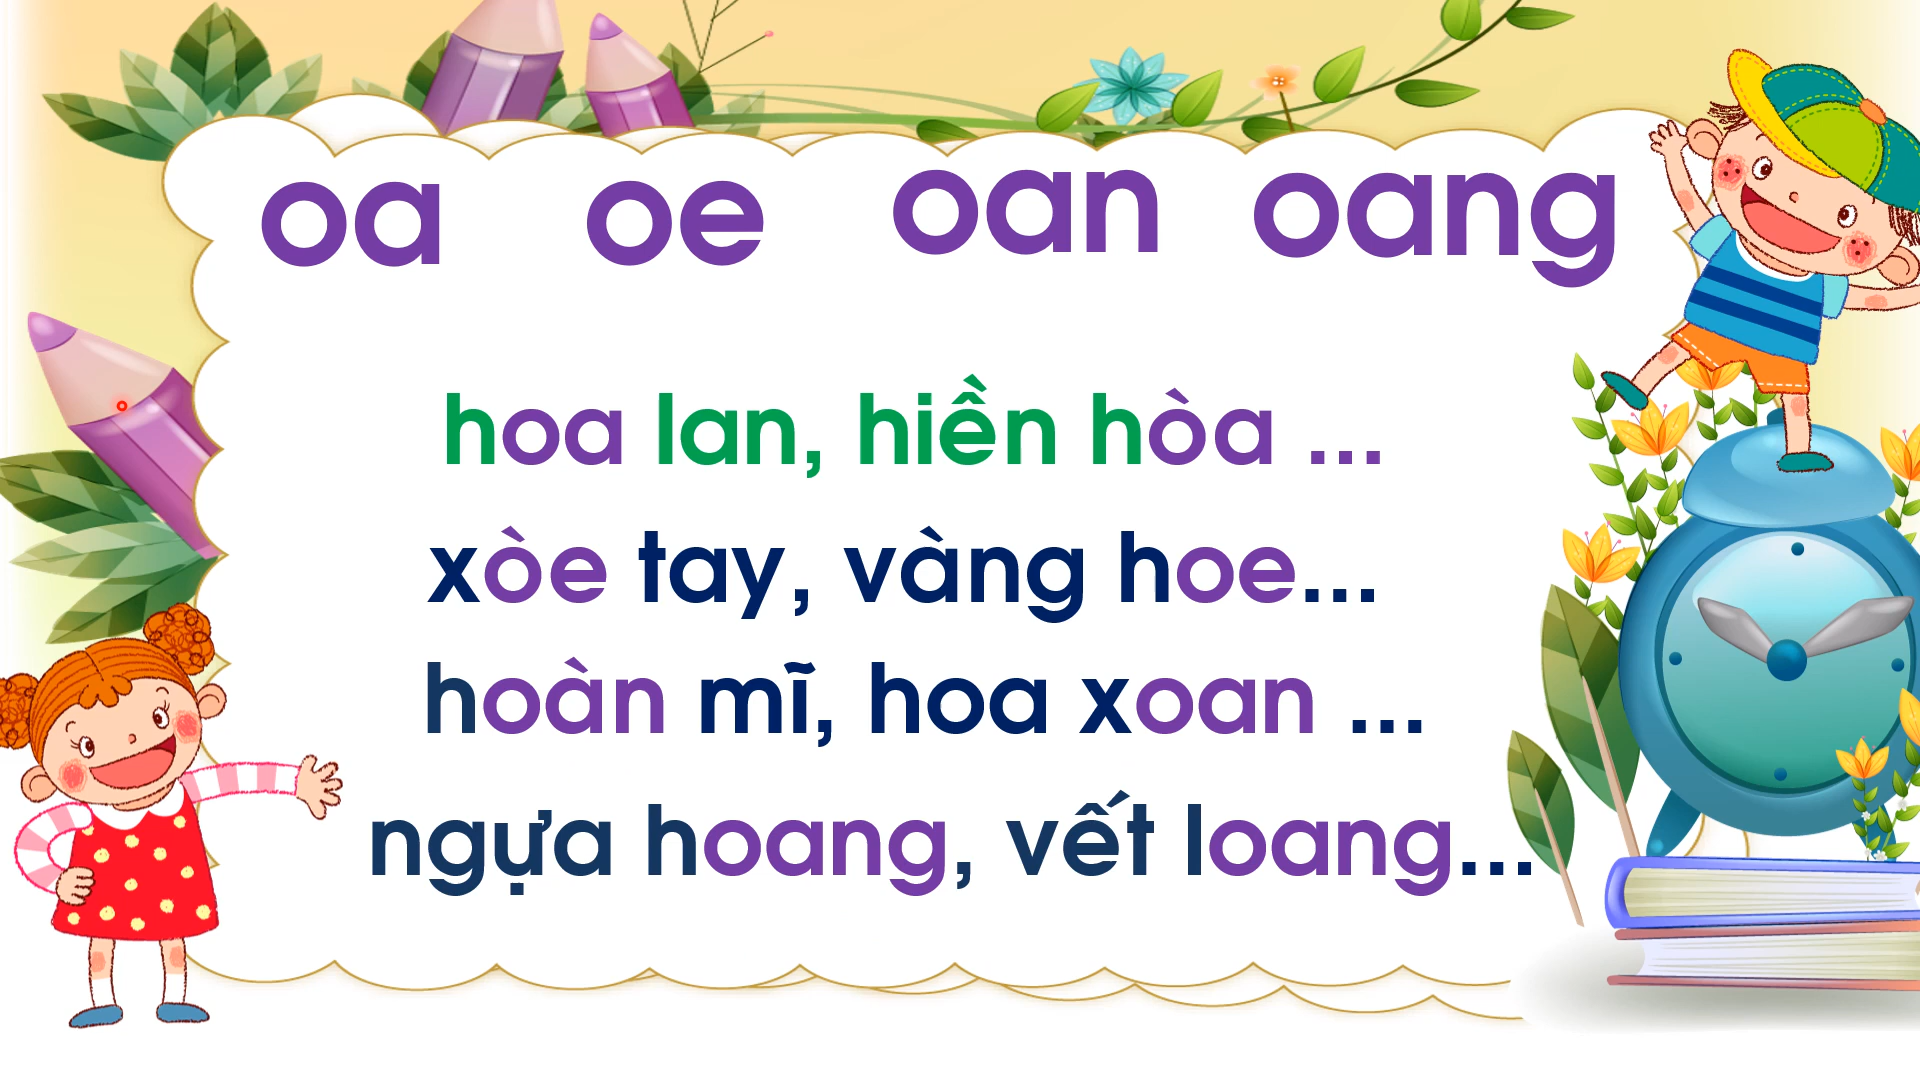 oa oe oan oang
hoa lan, hiền hòa ...
xòe tay, vàng hoe...
hoàn mĩ, hoa xoan ...
ngựa hoang, vết loang...